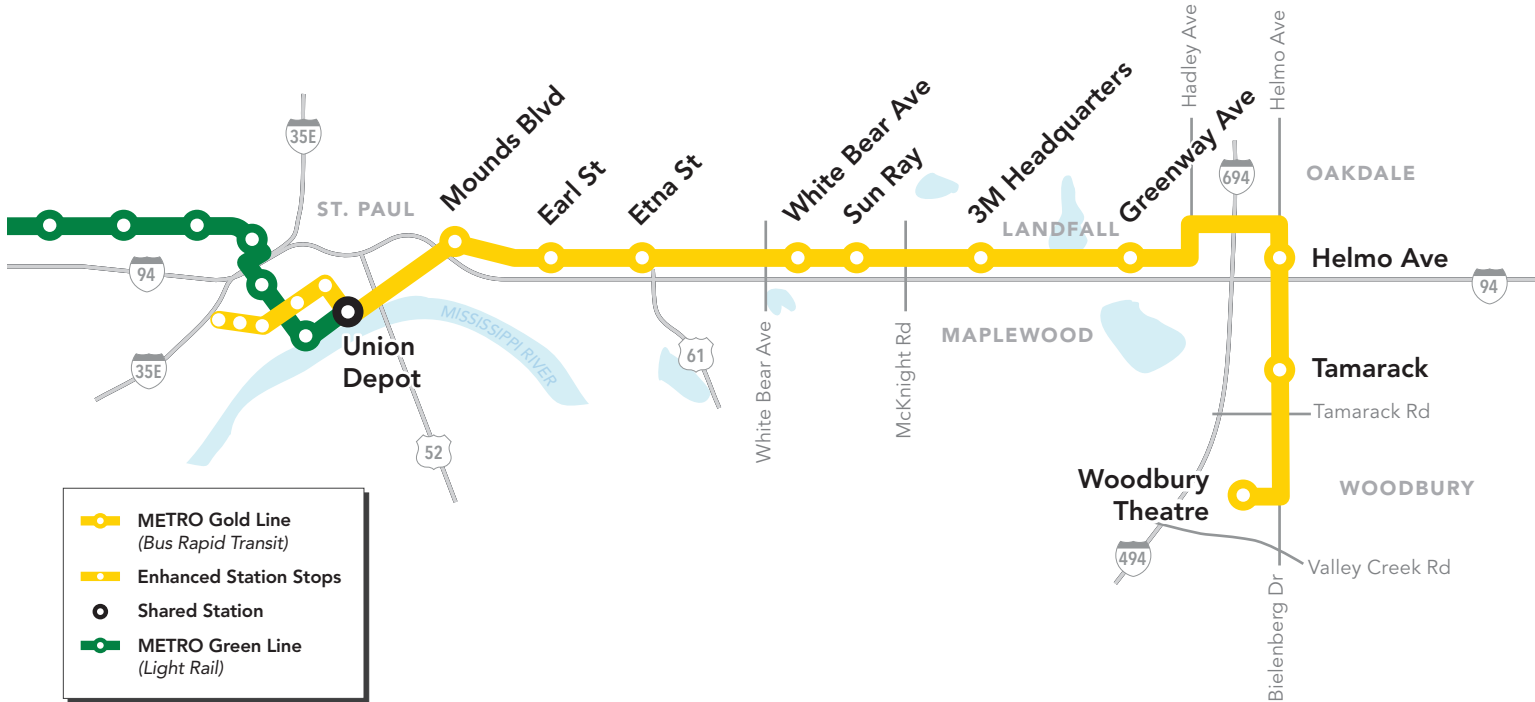 Hadley Ave
Helmo Ave
35E
Mounds Blvd
Earl St
Etna St
White Bear Ave
Sun Ray
3M Headquarters
Greenway Ave
694
OAKDALE
ST. PAUL
LANDFALL
94
Helmo Ave
94
MISSISSIPPI RIVER
MAPLEWOOD
Union
Depot
35E
61
White Bear Ave
McKnight Rd
Tamarack
Tamarack Rd
52
Woodbury
Theatre
WOODBURY
494
Valley Creek Rd
Bielenberg Dr
METRO Gold Line
(Bus Rapid Transit)
Enhanced Station Stops
Shared Station
METRO Green Line
(Light Rail)